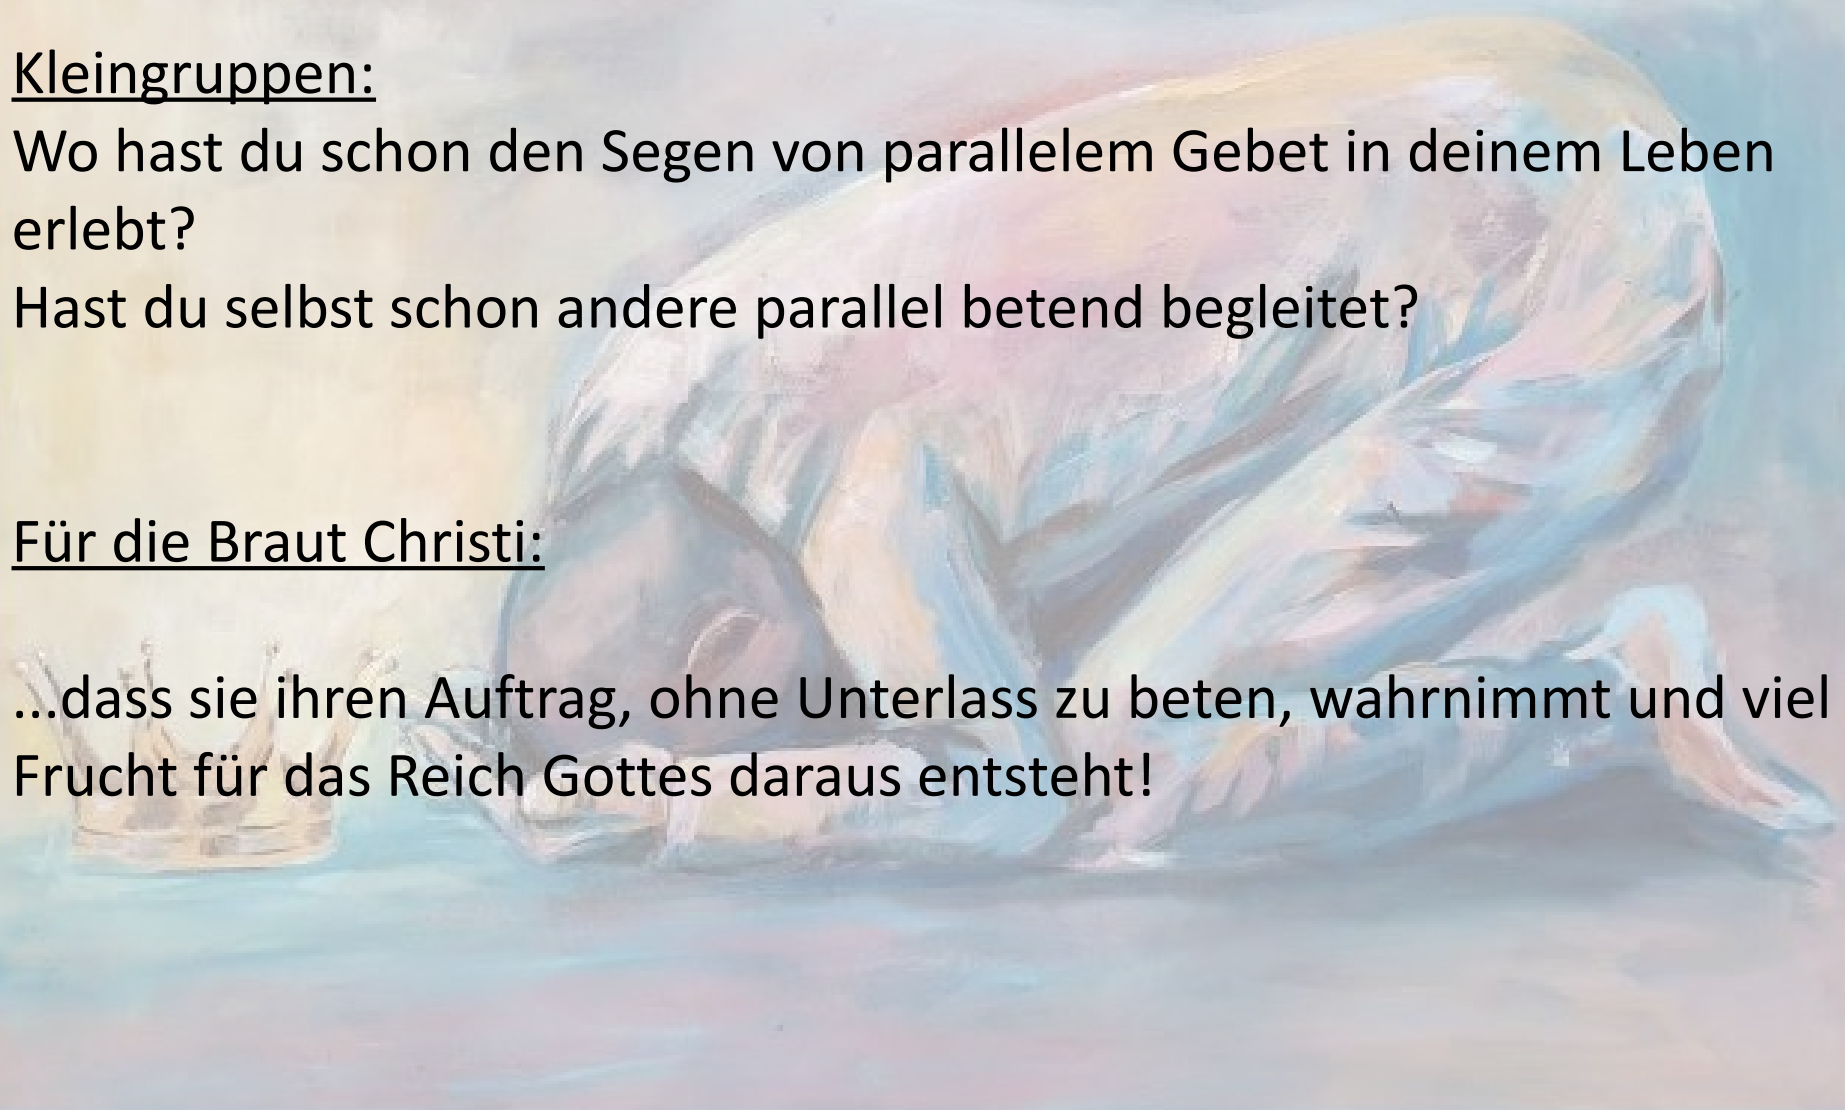 Kleingruppen:
Wo hast du schon den Segen von parallelem Gebet in deinem Leben
erlebt?
Hast du selbst schon andere parallel betend begleitet?
Für die Braut Christi:
...dass sie ihren Auftrag, ohne Unterlass zu beten, wahrnimmt und viel
Frucht für das Reich Gottes daraus entsteht!